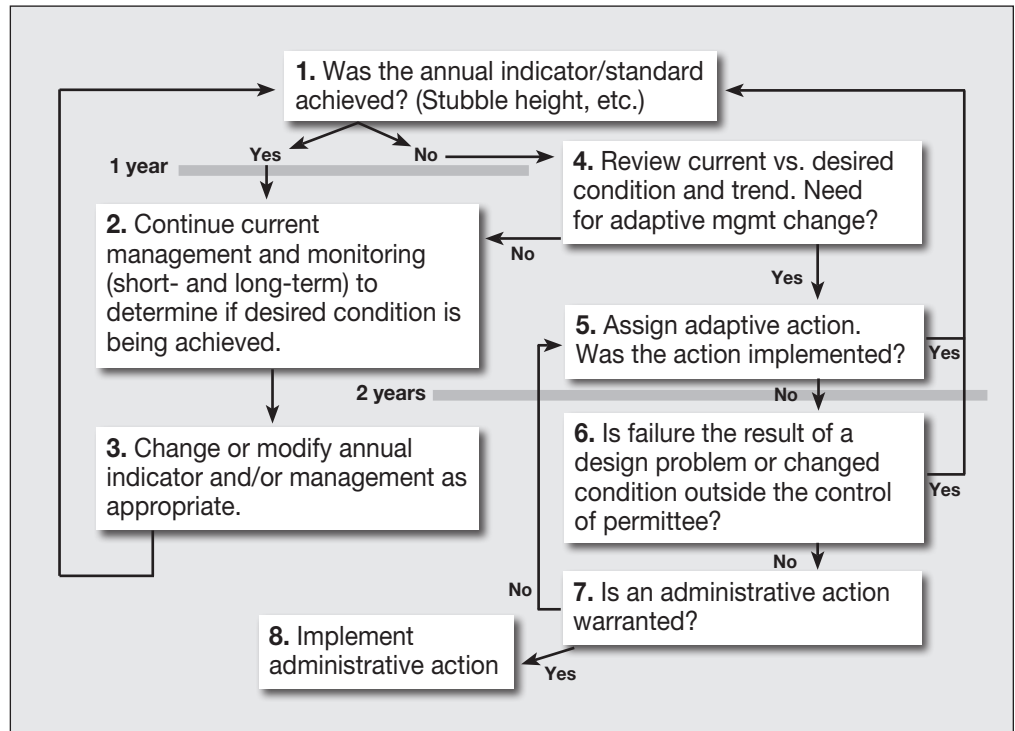 1. Was the annual indicator/standard
achieved? (Stubble height, etc.)
Yes
No
1 year
4. Review current vs. desired
condition and trend. Need
for adaptive mgmt change?
2. Continue current
management and monitoring
(short- and long-term) to
determine if desired condition is
being achieved.
No
Yes
5. Assign adaptive action.
Was the action implemented?
Yes
2 years
No
3. Change or modify annual
indicator and/or management as
appropriate.
6. Is failure the result of a
design problem or changed
condition outside the control
of permittee?
Yes
No
7. Is an administrative action
warranted?
No
8. Implement
administrative action
Yes